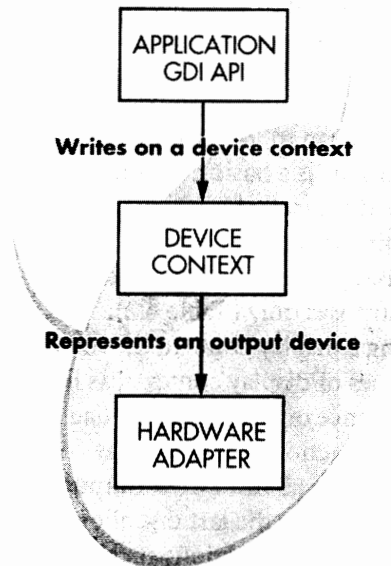 APPLICATION
GDI API
Writes on a device context
DEVICE
CONTEXT
Represents an output device
HARDWARE
ADAPTER